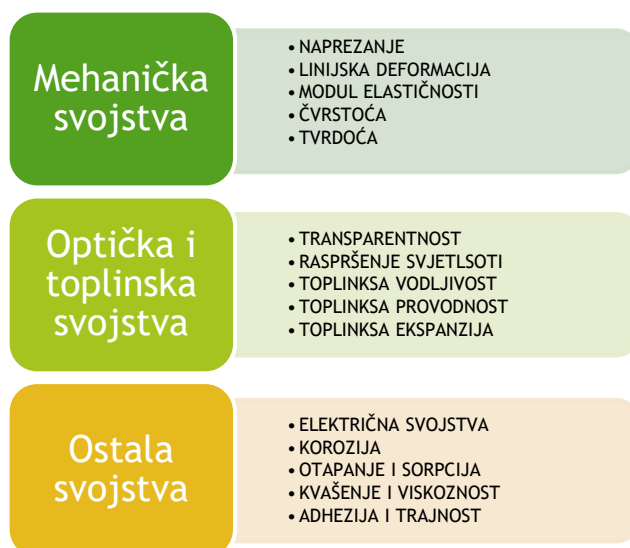 Mehanička
svojstva
• NAPREZANJE
• LINIJSKA DEFORMACIJA
• MODUL ELASTIČNOSTI
• ČVRSTOĆA
• TVRDOĆA
Optička i
toplinska
svojstva
• TRANSPARENTNOST
• RASPRŠENJE SVJETLSOTI
• TOPLINKSA VODLJIVOST
• TOPLINKSA PROVODNOST
• TOPLINKSA EKSPANZIJA
Ostala
svojstva
• ELEKTRIČNA SVOJSTVA
• KOROZIJA
• OTAPANJE I SORPCIJA
• KVAŠENJE I VISKOZNOST
• ADHEZIJA I TRAJNOST